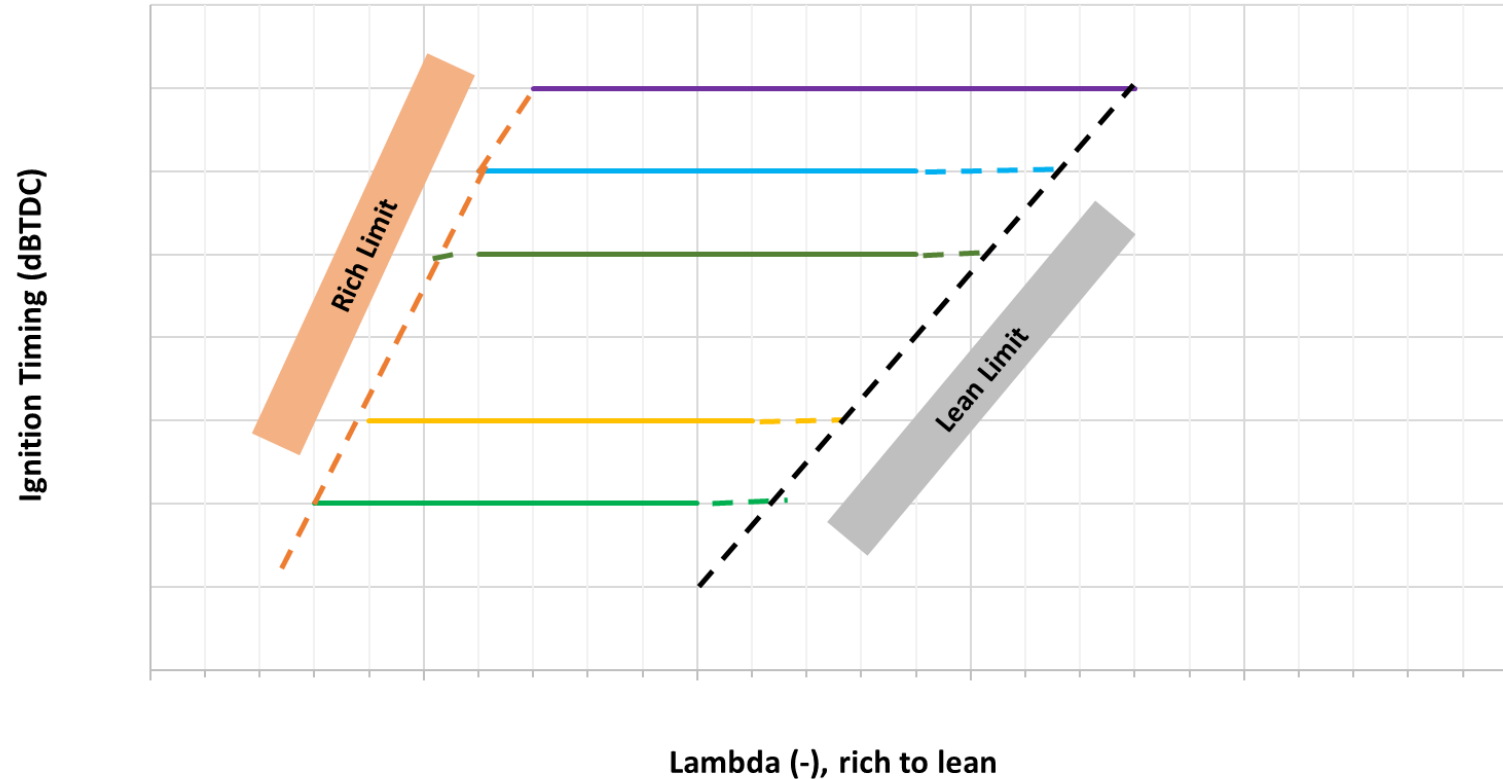 Ignition Timing (dBTDC)
Rich Limit
Lean Limit
Lambda (-), rich to lean